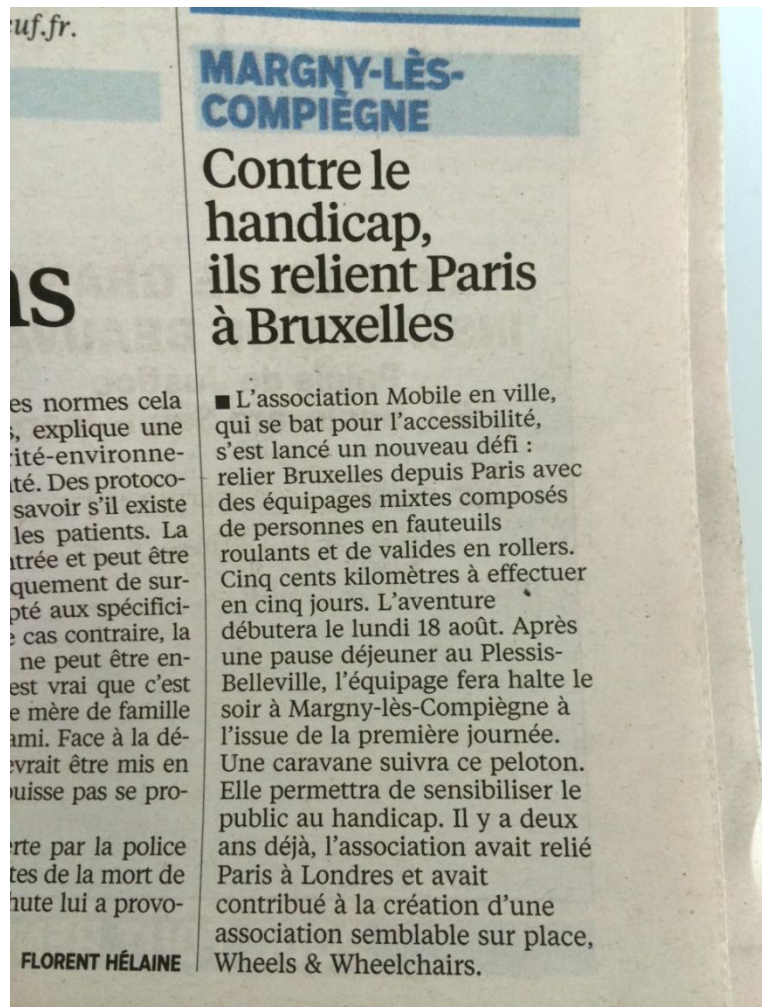 uf.fr.
ns
es normes cela
s, explique une
rité-environne-
té. Des protoco-
savoir s'il existe
les patients. La
ntrée et peut être
quement de sur-
pté aux spécifici-
e cas contraire, la
ne peut être en-
est vrai que c'est
e mère de famille
ami. Face à la dé-
evrait être mis en
puisse pas se pro-
erte par la police
tes de la mort de
hute lui a provo-
FLORENT HÉLAINE
MARGNY-LÈS-
COMPIÈGNE
Contre le
handicap,
ils relient Paris
à Bruxelles
■ L'association Mobile en ville,
qui se bat pour l'accessibilité,
s'est lancé un nouveau défi :
relier Bruxelles depuis Paris avec
des équipages mixtes composés
de personnes en fauteuils
roulants et de valides en rollers.
Cinq cents kilomètres à effectuer
en cinq jours. L'aventure
débutera le lundi 18 août. Après
une pause déjeuner au Plessis-
Belleville, l'équipage fera halte le
soir à Margny-lès-Compiègne à
l'issue de la première journée.
Une caravane suivra ce peloton.
Elle permettra de sensibiliser le
public au handicap. Il y a deux
ans déjà, l'association avait relié
Paris à Londres et avait
contribué à la création d'une
association semblable sur place,
Wheels & Wheelchairs.